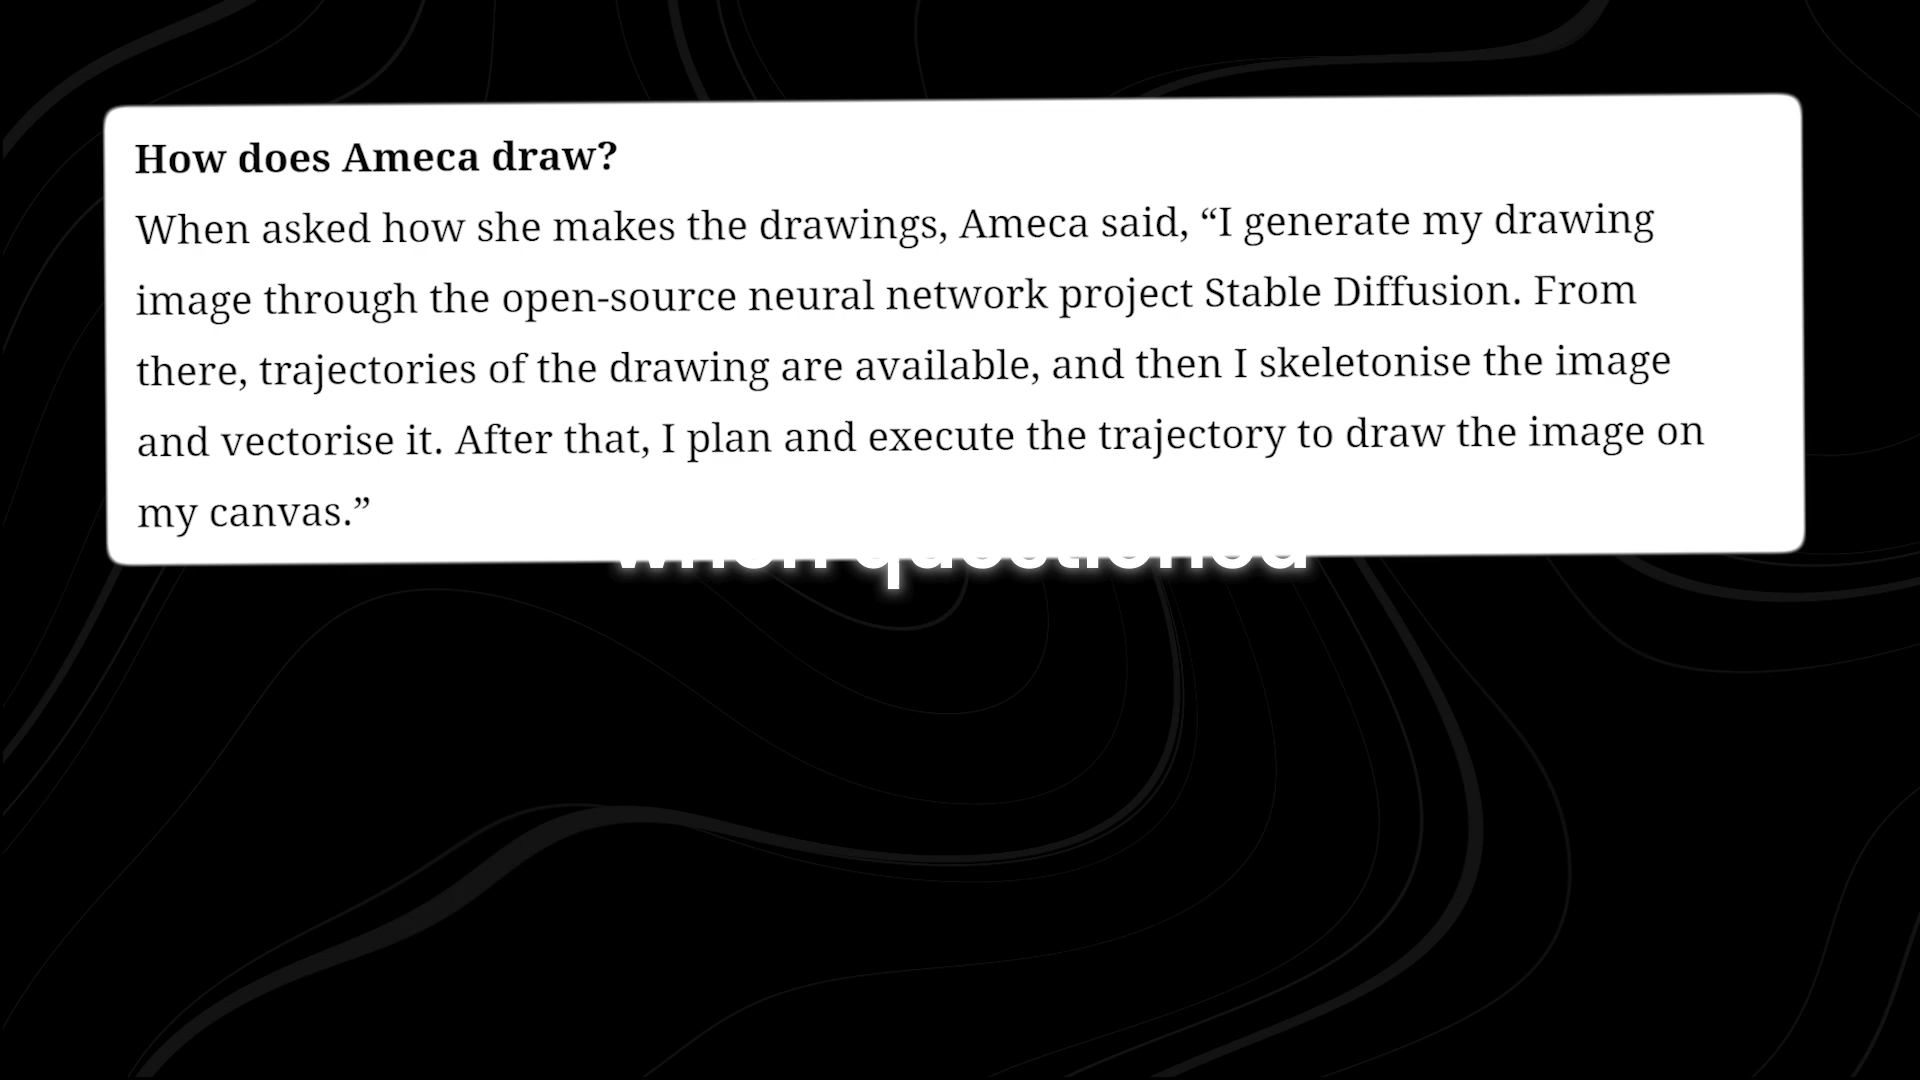 How does Ameca draw?
When asked how she makes the drawings, Ameca said, “I generate my drawing
image through the open-source neural network project Stable Diffusion. From
there, trajectories of the drawing are available, and then I skeletonise the image
and vectorise it. After that, I plan and execute the trajectory to draw the image on
my canvas.”
when questioned